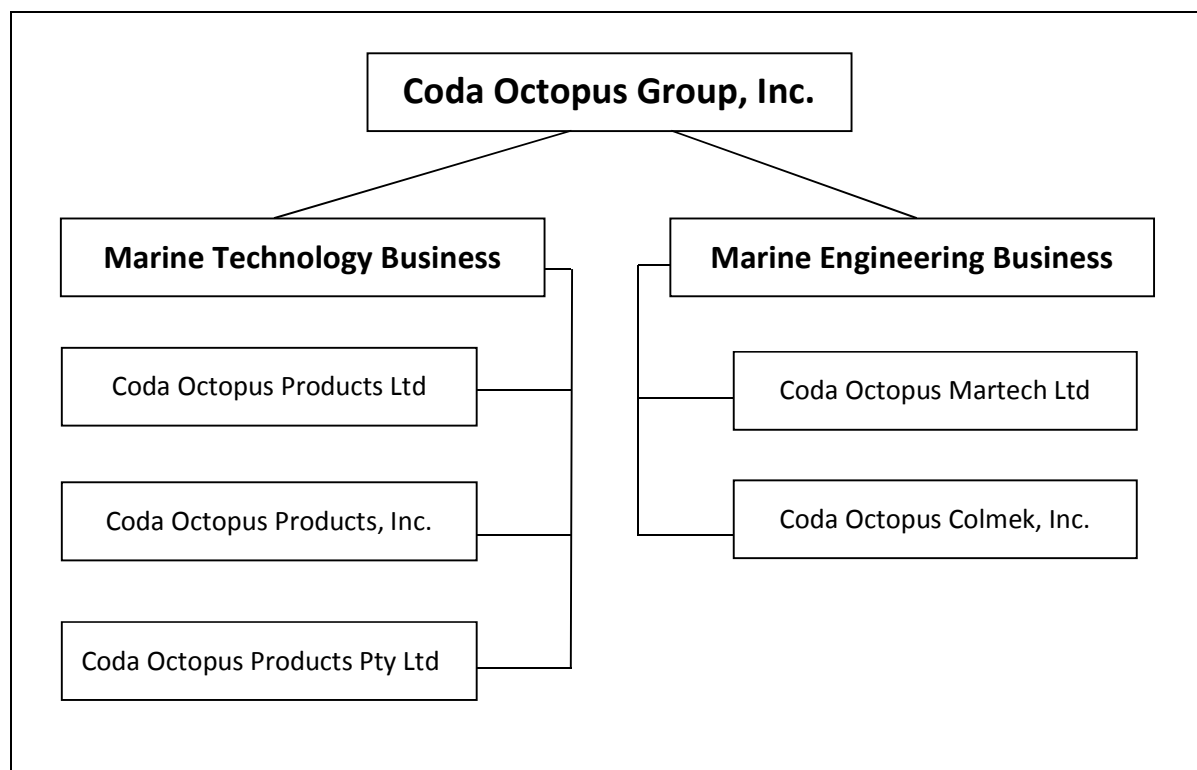 Coda Octopus Group, Inc.
Marine Technology Business
Coda Octopus Products Ltd
Coda Octopus Products, Inc.
Coda Octopus Products Pty Ltd
Marine Engineering Business
Coda Octopus Martech Ltd
Coda Octopus Colmek, Inc.